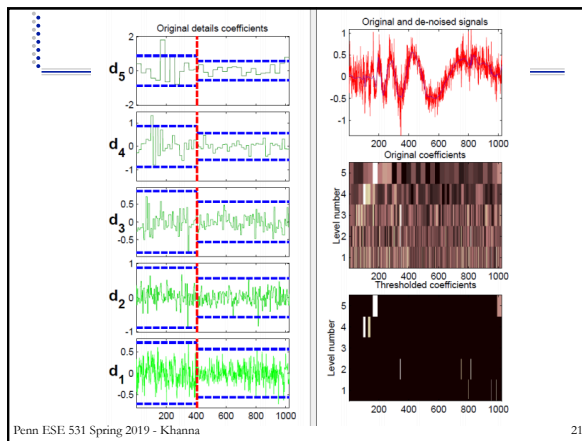 Original details coefficients
d5
2
0
-2
d4
1
0
-1
d3
0.5
0
-0.5
d2
1
0
-1
d1
0.5
0
-0.5
0 200 400 600 800 1000
Original and de-noised signals
1
0.5
0
-0.5
-1
0 200 400 600 800 1000
Original coefficients
Level number
5
4
3
2
1
0 200 400 600 800 1000
Thresholded coefficients
Level number
5
4
3
2
1
0 200 400 600 800 1000
Penn ESE 531 Spring 2019 - Khanna
21